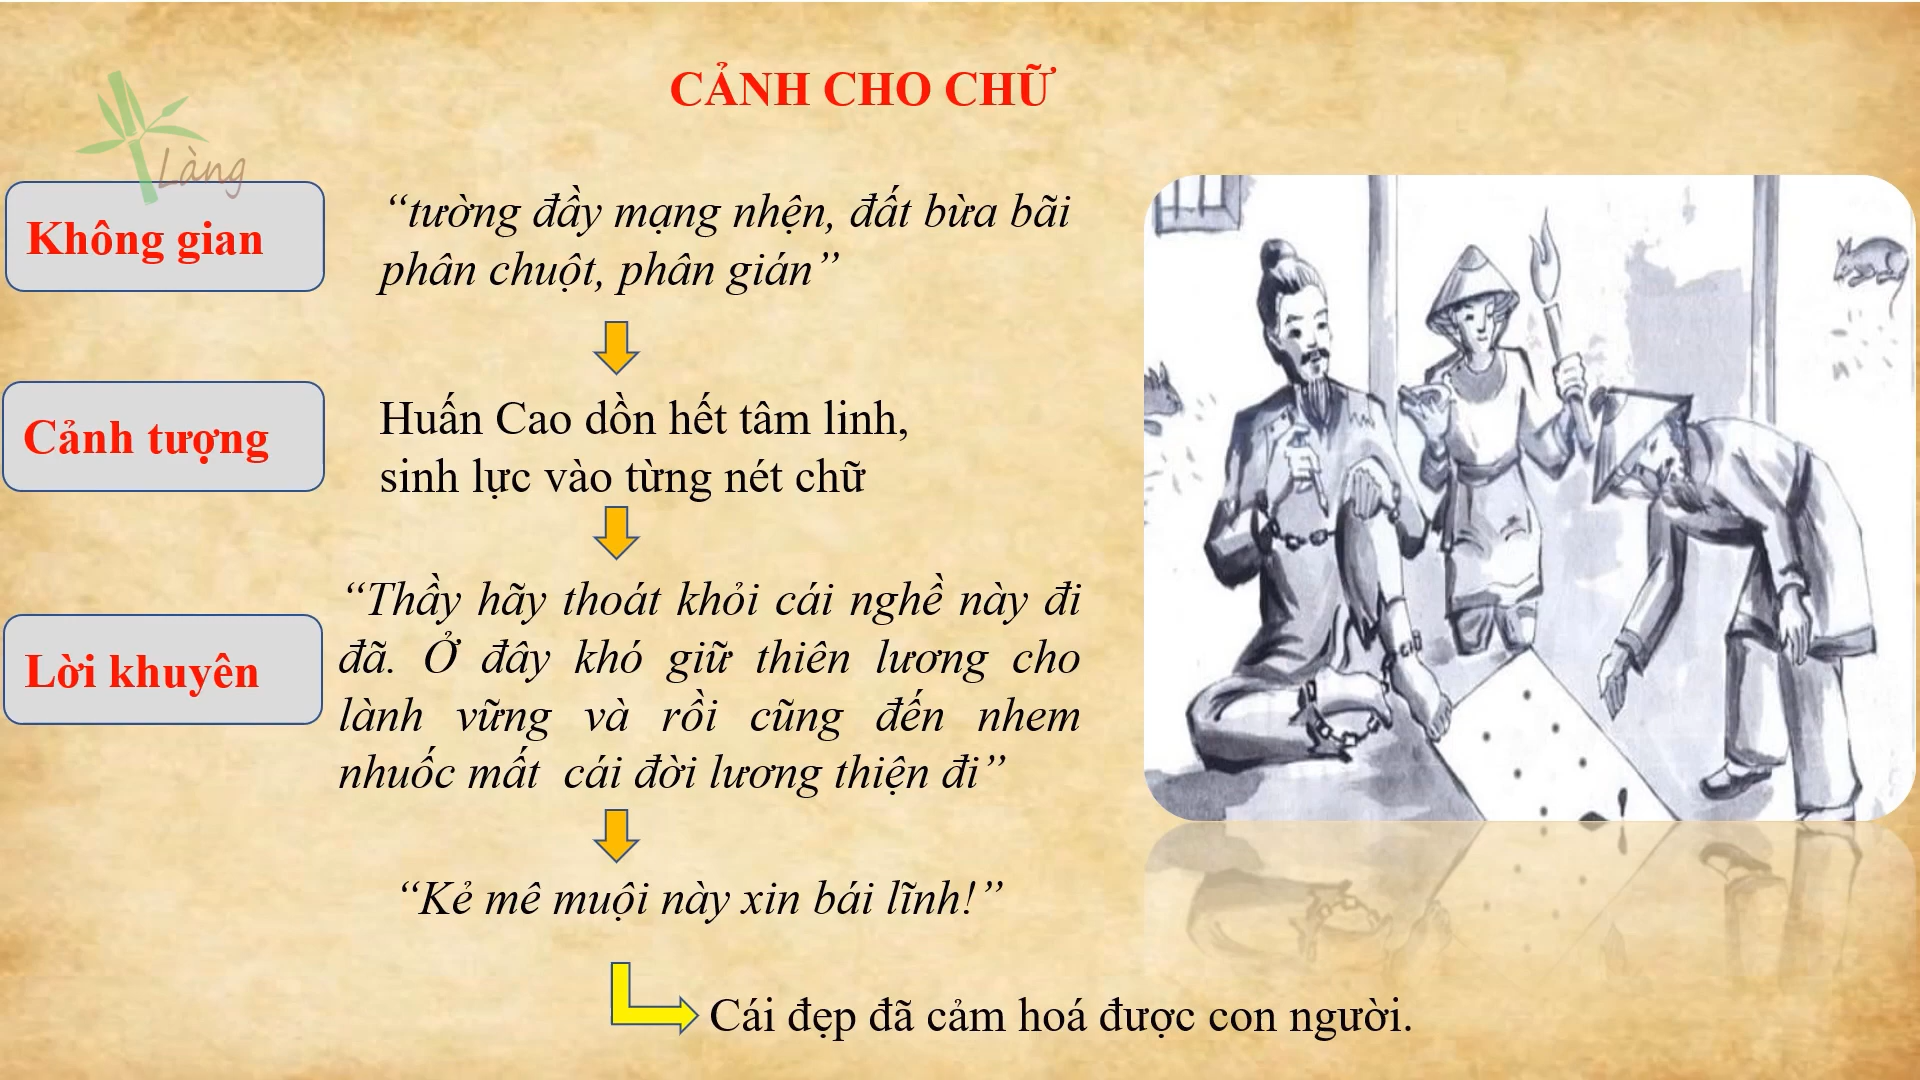 CẢNH CHO CHỮ
Làng
Không gian
“tường đầy mạng nhện, đất bừa bãi
phân chuột, phân gián”
Cảnh tượng
Huấn Cao dồn hết tâm linh,
sinh lực vào từng nét chữ
Lời khuyên
“Thầy hãy thoát khỏi cái nghề này đi
đã. Ở đây khó giữ thiên lương cho
lành vững và rồi cũng đến nhem
nhuốc mất cái đời lương thiện đi”
“Kẻ mê muội này xin bái lĩnh!”
Cái đẹp đã cảm hoá được con người.